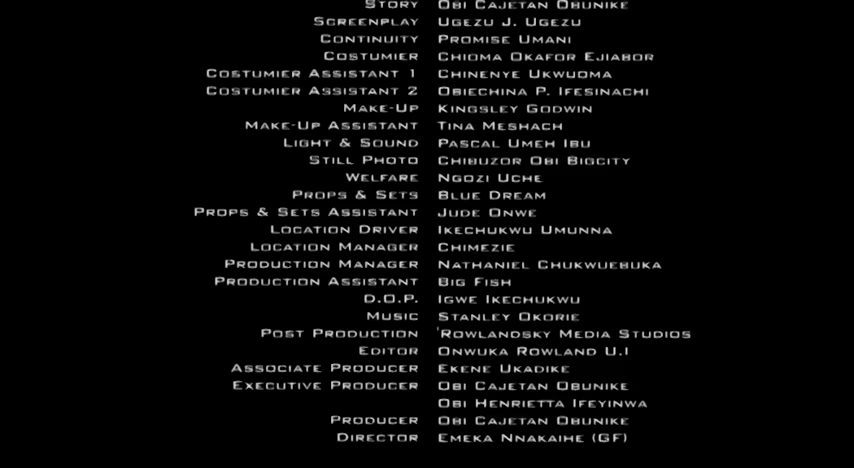 Story Obi Cajetan Obunike
Screenplay Ugezu J. Ugezu
Continuity Promise Umani
Costumier Chioma Okafor Ejiabor
Costumier Assistant 1 Chinenye Ukwuoma
Costumier Assistant 2 Obiechina P. Ifesinachi
Make-Up Kingsley Godwin
Make-Up Assistant Tina Meshach
Light & Sound Pascal Umeh Ibu
Still Photo Chibuzor Obi Bigcity
Welfare Ngozi Uche
Props & Sets Blue Dream
Props & Sets Assistant Jude Onwe
Location Driver Ikechukwu Umunna
Location Manager Chimezie
Production Manager Nathaniel Chukwuebuka
Production Assistant Big Fish
D.O.P. Igwe Ikechukwu
Music Stanley Okorie
Post Production 'Rowlandsky Media Studios
Editor Onwuka Rowland U.I
Associate Producer Ekene Ukadike
Executive Producer Obi Cajetan Obunike
Obi Henrietta Ifeyinwa
Producer Obi Cajetan Obunike
Director Emeka Nnakaihe (GF)